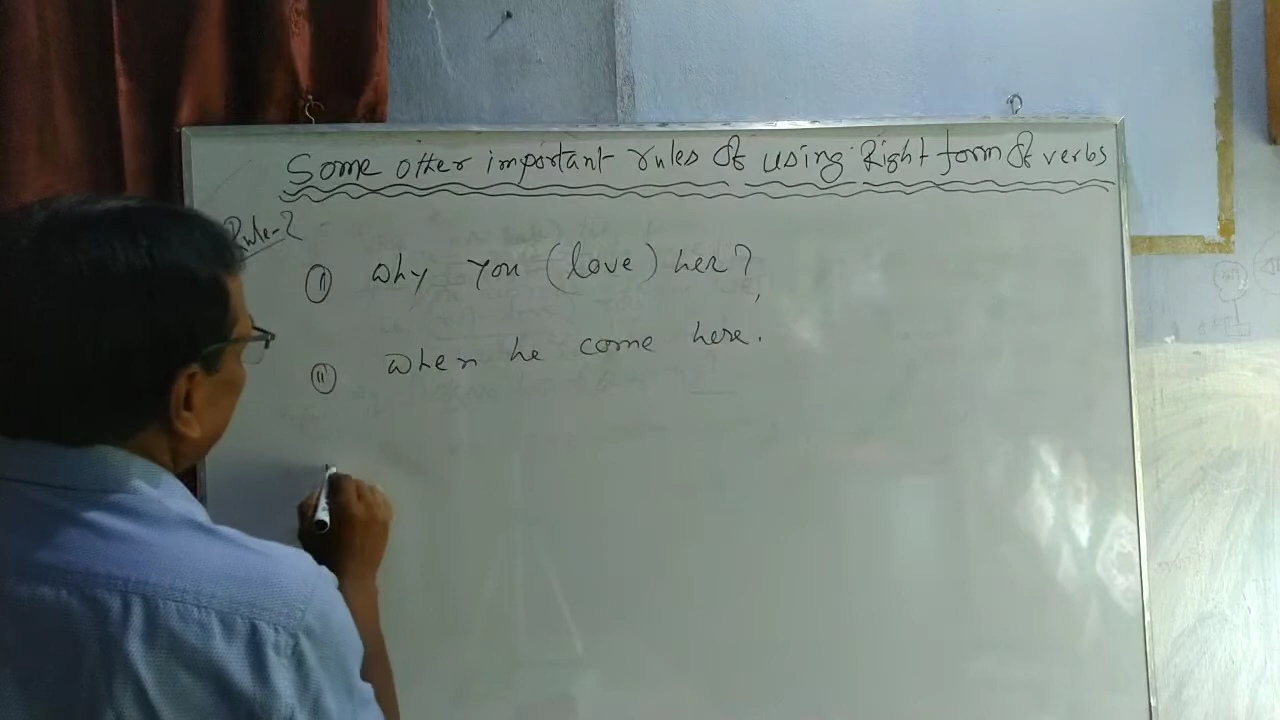 Some other important rules of using Right form of verbs
Rule-2
(i) why you (love) her?
(ii) when he come here.